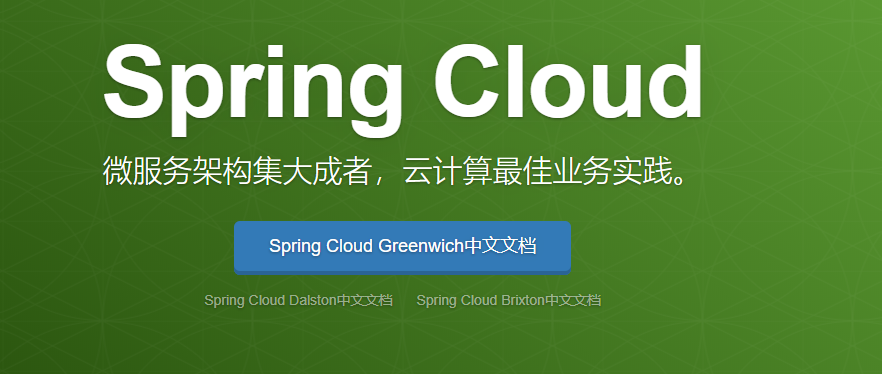 Spring Cloud
微服务架构集大成者，云计算最佳业务实践。
Spring Cloud Greenwich中文文档
Spring Cloud Dalston中文文档 Spring Cloud Brixton中文文档